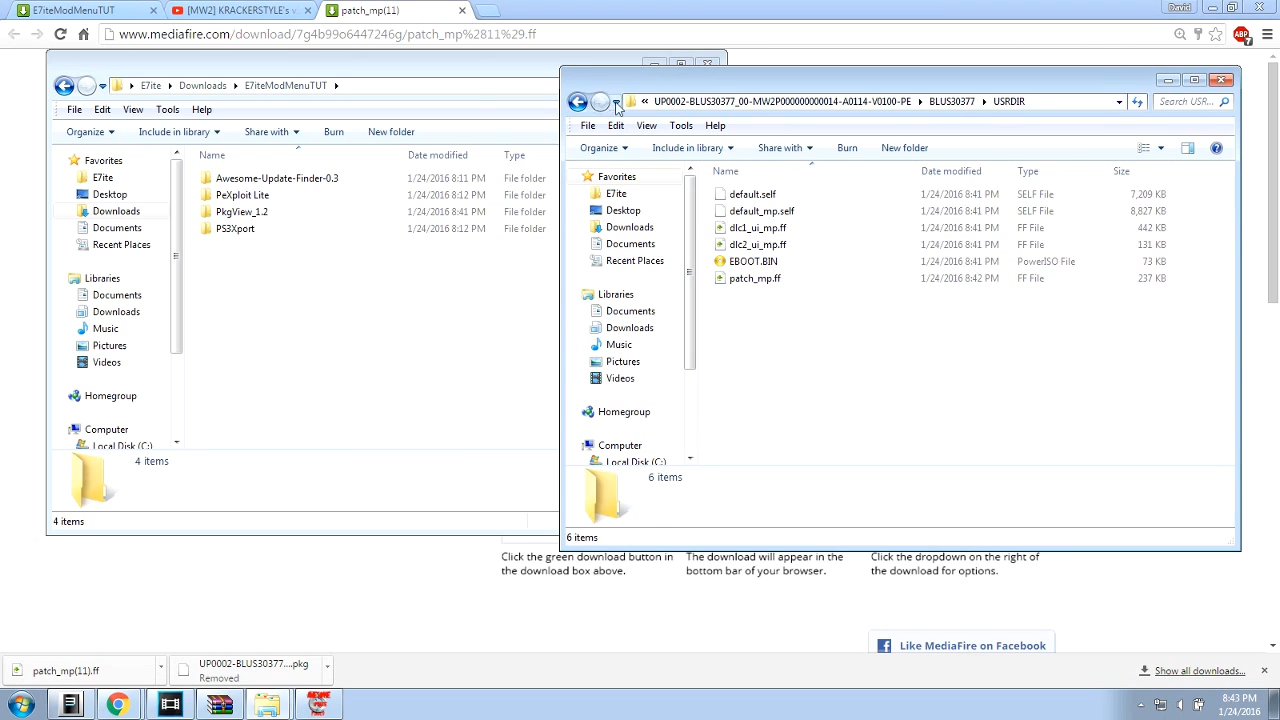 E7iteModMenuTUT
[MW2] KRACKERSTYLE's
patch_mp(11)
David
www.mediafire.com/download/7g4b99o6447246g/patch_mp%2811%29.ff
ABP
7
E7ite
Downloads
E7iteModMenuTUT
File
Edit
View
Tools
Help
Organize
Include in library
Share with
Burn
New folder
Favorites
E7ite
Desktop
Downloads
Documents
Recent Places
Libraries
Documents
Downloads
Music
Pictures
Videos
Homegroup
Computer
Local Disk (C:)
Name
Date modified
Type
Awesome-Update-Finder-0.3
1/24/2016 8:11 PM
File folder
PeXploit Lite
1/24/2016 8:12 PM
File folder
PkgView_1.2
1/24/2016 8:41 PM
File folder
PS3Xport
1/24/2016 8:12 PM
File folder
4 items
4 items
« UP0002-BLUS30377_00-MW2P000000000014-A0114-V0100-PE
BLUS30377
USRDIR
Search USR...
File
Edit
View
Tools
Help
Organize
Include in library
Share with
Burn
New folder
Favorites
E7ite
Desktop
Downloads
Documents
Recent Places
Libraries
Documents
Downloads
Music
Pictures
Videos
Homegroup
Computer
Local Disk (C:)
Name
Date modified
Type
Size
default.self
1/24/2016 8:41 PM
SELF File
7,209 KB
default_mp.self
1/24/2016 8:41 PM
SELF File
8,827 KB
dlc1_ui_mp.ff
1/24/2016 8:41 PM
FF File
442 KB
dlc2_ui_mp.ff
1/24/2016 8:41 PM
FF File
131 KB
EBOOT.BIN
1/24/2016 8:41 PM
PowerISO File
73 KB
patch_mp.ff
1/24/2016 8:42 PM
FF File
237 KB
6 items
6 items
Click the green download button in
the download box above.
The download will appear in the
bottom bar of your browser.
Click the dropdown on the right of
the download for options.
Like MediaFire on Facebook
patch_mp(11).ff
UP0002-BLUS30377....pkg
Removed
Show all downloads...
8:43 PM
1/24/2016